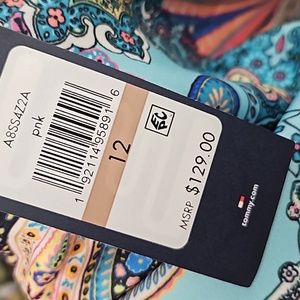 A8SS4Z2A
pnk
1 92114 95891 6
12
MSRP $129.00
tommy.com